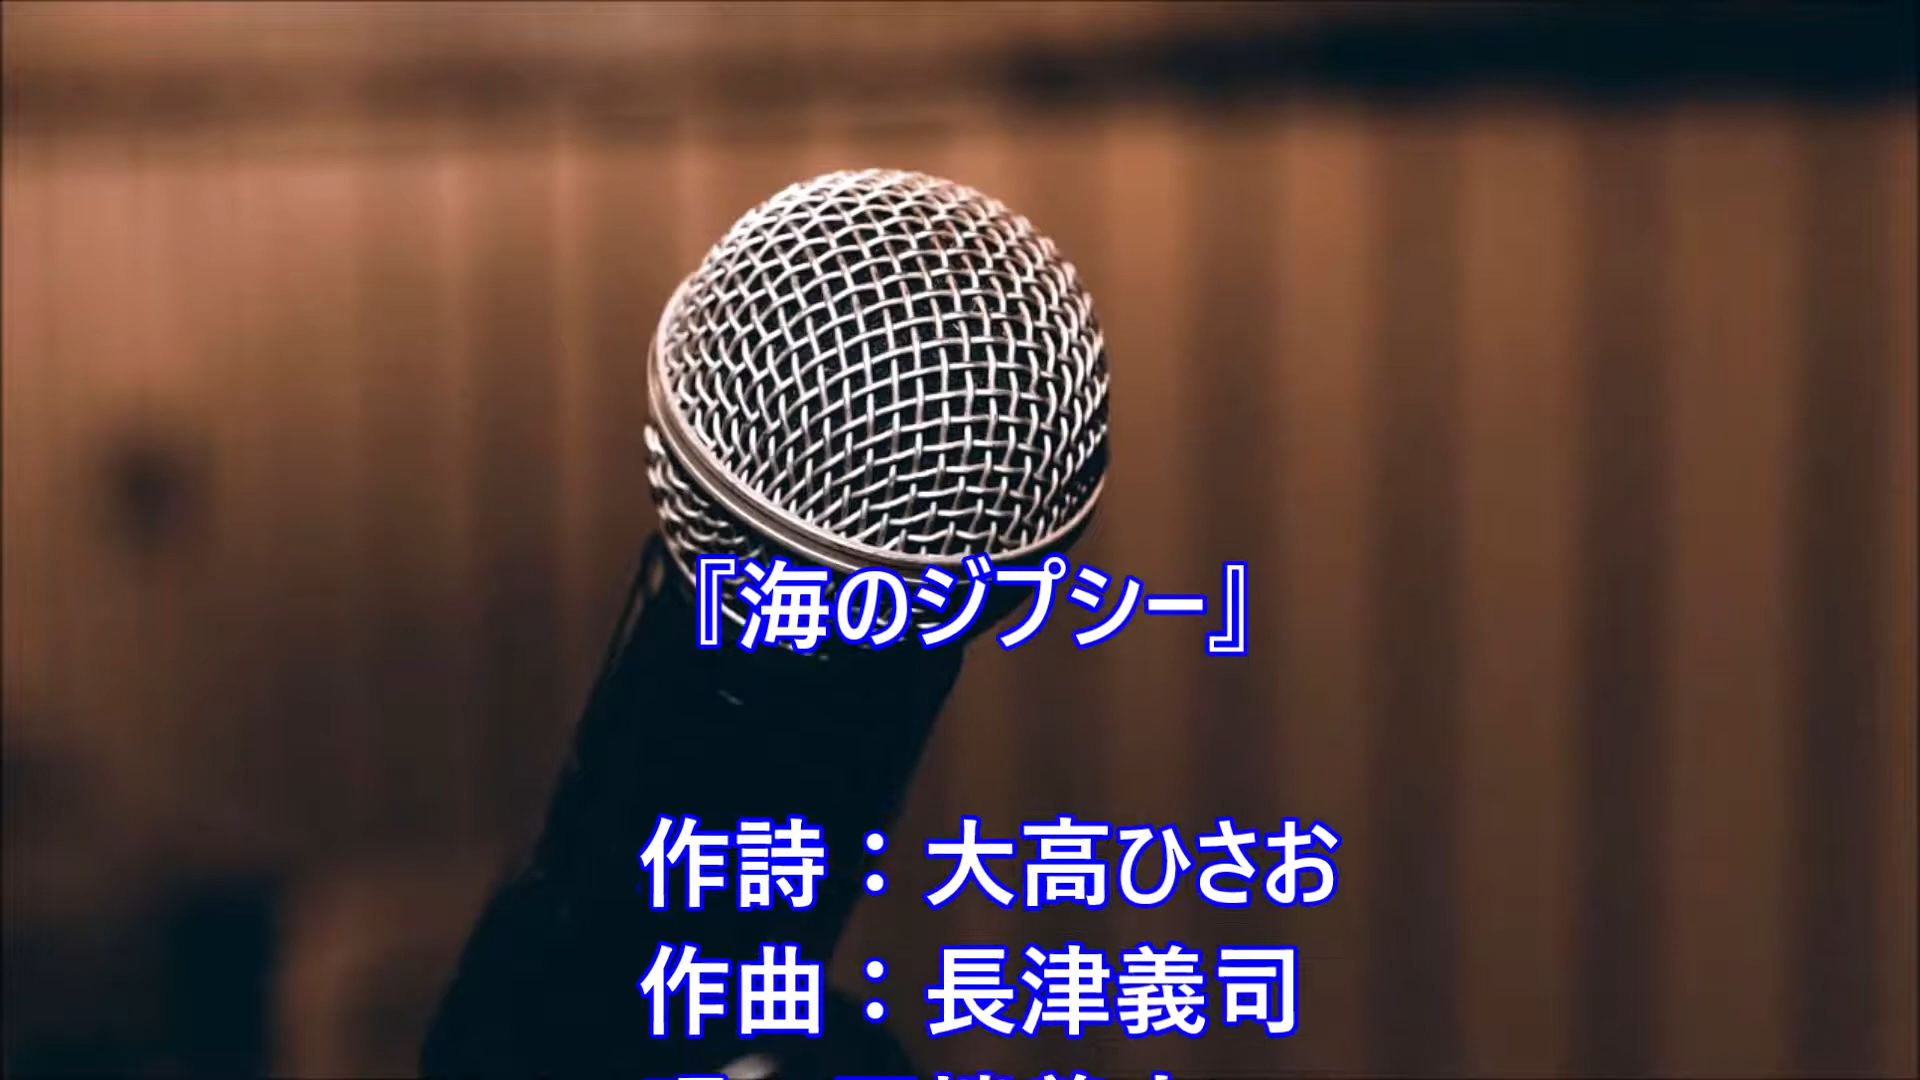 『海のジプシー』
作詩：大高ひさお
作曲：長津義司